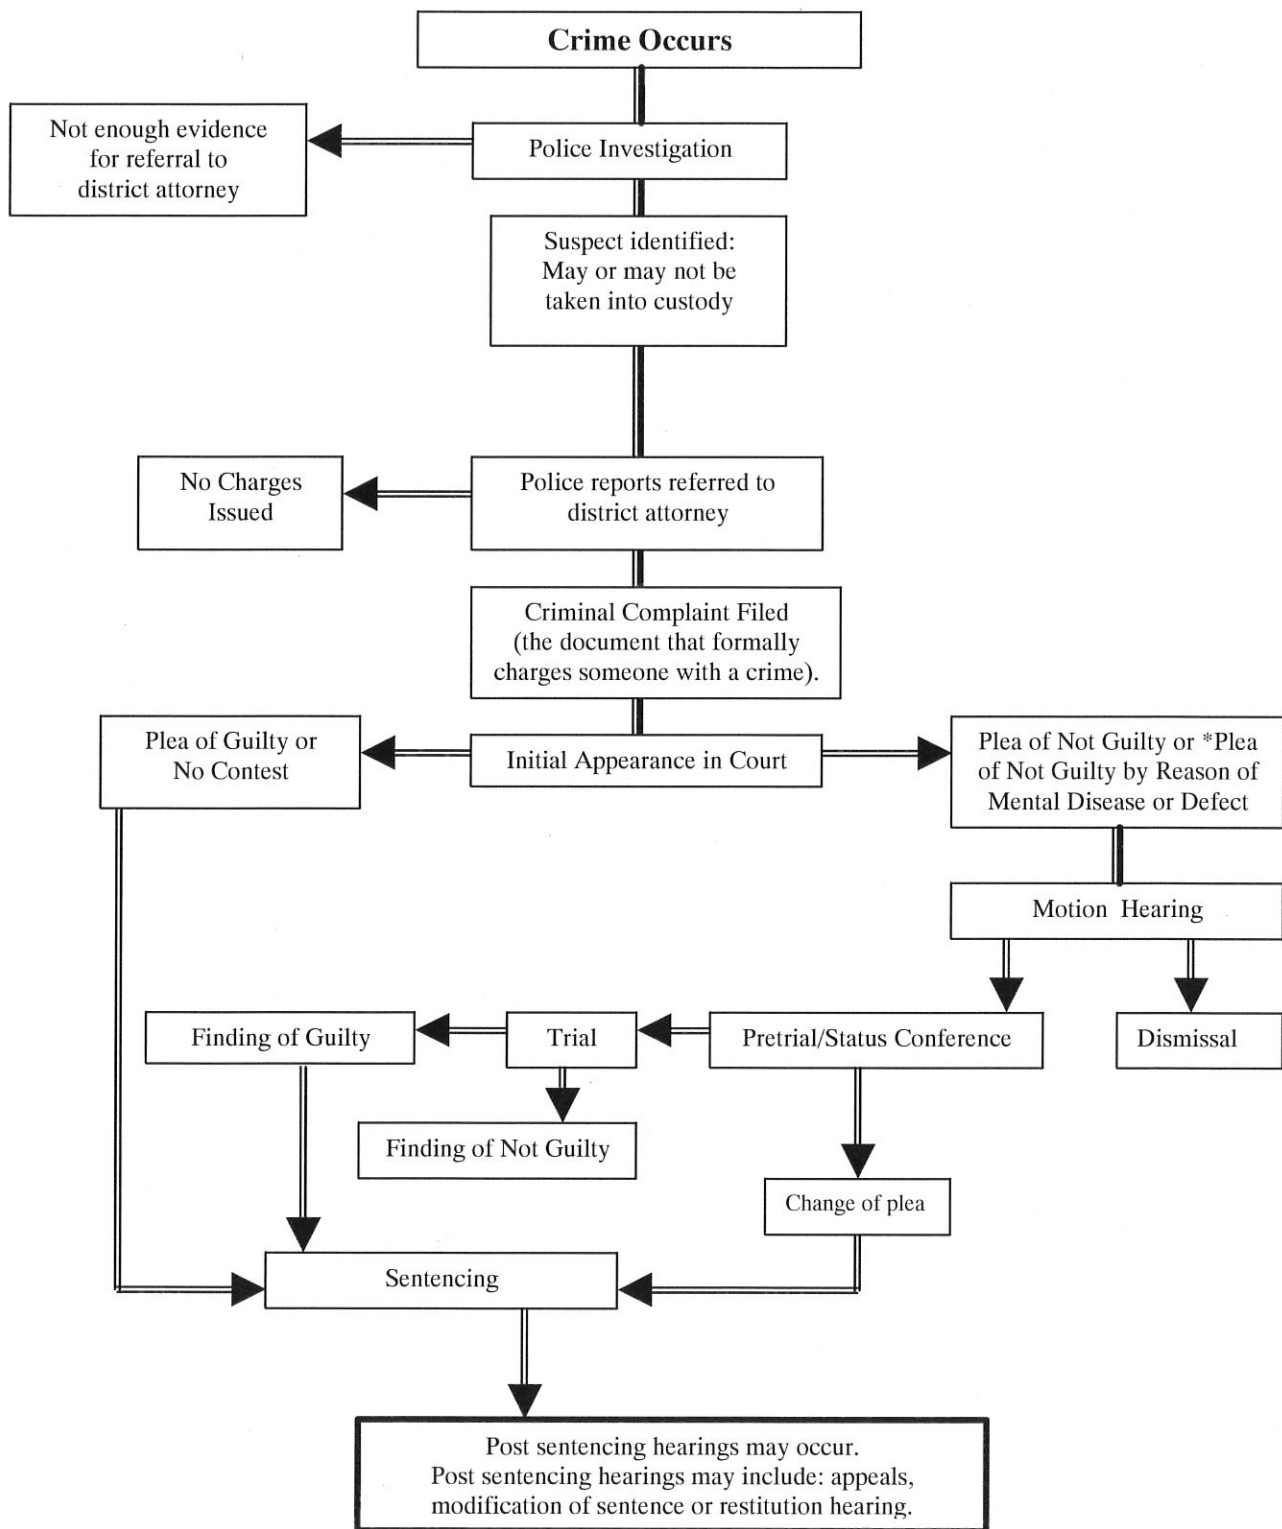 Crime Occurs
Not enough evidence
for referral to
district attorney
Police Investigation
Suspect identified:
May or may not be
taken into custody
No Charges
Issued
Police reports referred to
district attorney
Criminal Complaint Filed
(the document that formally
charges someone with a crime).
Plea of Guilty or
No Contest
Initial Appearance in Court
Plea of Not Guilty or *Plea
of Not Guilty by Reason of
Mental Disease or Defect
Motion Hearing
Finding of Guilty
Trial
Pretrial/Status Conference
Dismissal
Finding of Not Guilty
Change of plea
Sentencing
Post sentencing hearings may occur.
Post sentencing hearings may include: appeals,
modification of sentence or restitution hearing.